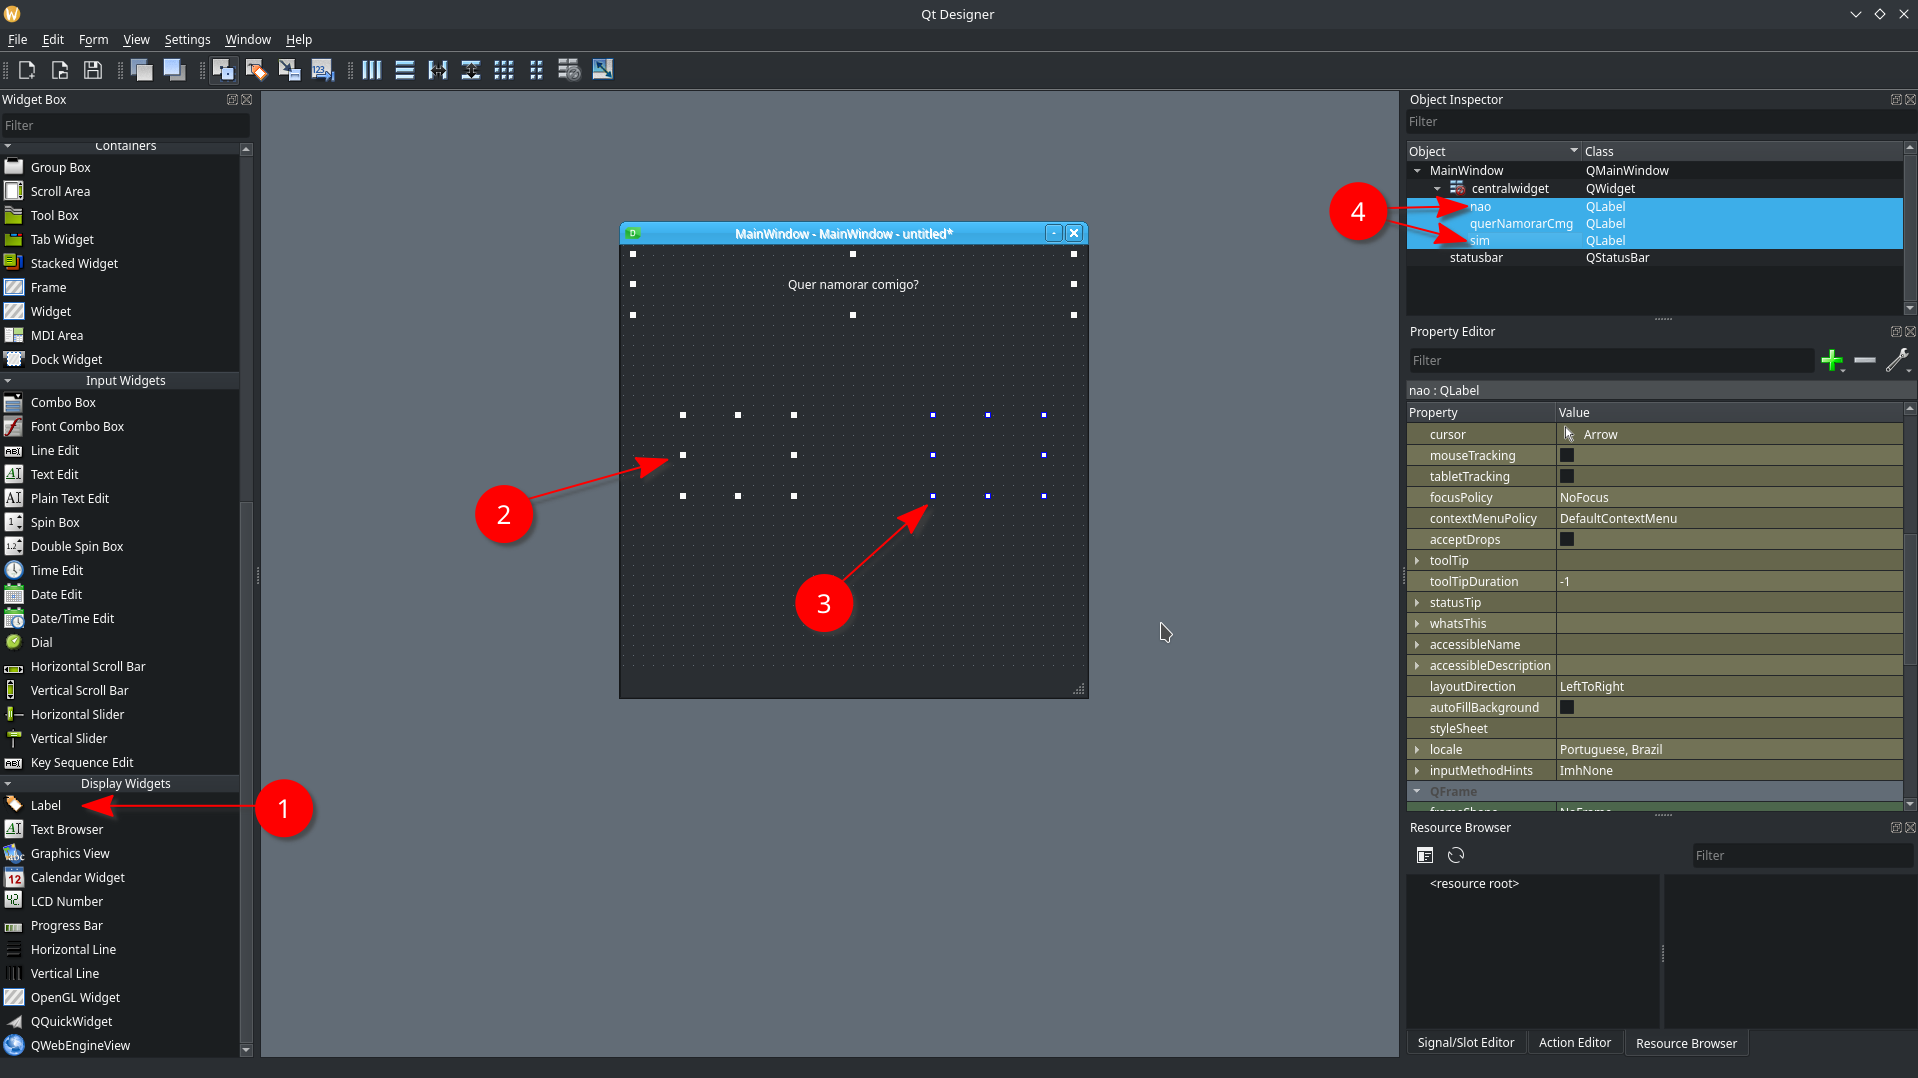 Qt Designer
File Edit Form View Settings Window Help
Widget Box
Filter
Containers
Group Box
Scroll Area
Tool Box
Tab Widget
Stacked Widget
Frame
Widget
MDI Area
Dock Widget
Input Widgets
Combo Box
Font Combo Box
Line Edit
Text Edit
Plain Text Edit
Spin Box
Double Spin Box
Time Edit
Date Edit
Date/Time Edit
Dial
Horizontal Scroll Bar
Vertical Scroll Bar
Horizontal Slider
Vertical Slider
Key Sequence Edit
Display Widgets
Label
Text Browser
Graphics View
Calendar Widget
LCD Number
Progress Bar
Horizontal Line
Vertical Line
OpenGL Widget
QQuickWidget
QWebEngineView
1
MainWindow - MainWindow - untitled*
Quer namorar comigo?
2
3
4
Object Inspector
Filter
Object Class
MainWindow QMainWindow
centralwidget QWidget
nao QLabel
querNamorarCmg QLabel
sim QLabel
statusbar QStatusBar
Property Editor
Filter
nao : QLabel
Property Value
cursor Arrow
mouseTracking
tabletTracking
focusPolicy NoFocus
contextMenuPolicy DefaultContextMenu
acceptDrops
toolTip
toolTipDuration -1
statusTip
whatsThis
accessibleName
accessibleDescription
layoutDirection LeftToRight
autoFillBackground
styleSheet
locale Portuguese, Brazil
inputMethodHints ImhNone
QFrame
frameShape NoFrame
Resource Browser
Filter
<resource root>
Signal/Slot Editor Action Editor Resource Browser